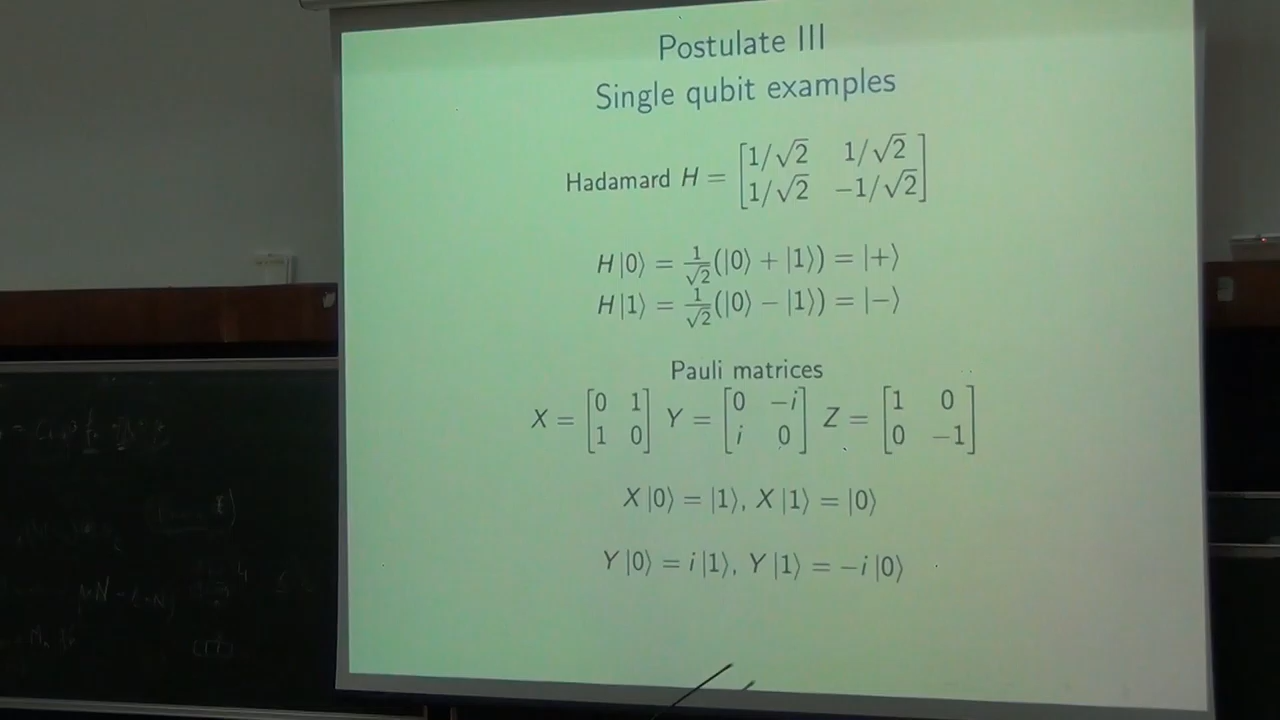 Postulate III
Single qubit examples
Hadamard H = [1/√2 1/√2
1/√2 −1/√2]
H|0⟩ = 1/√2(|0⟩ + |1⟩) = |+⟩
H|1⟩ = 1/√2(|0⟩ − |1⟩) = |−⟩
Pauli matrices
X = [0 1 Y = [0 −i Z = [1 0
1 0] i 0] 0 −1]
X|0⟩ = |1⟩, X|1⟩ = |0⟩
Y|0⟩ = i|1⟩, Y|1⟩ = −i|0⟩